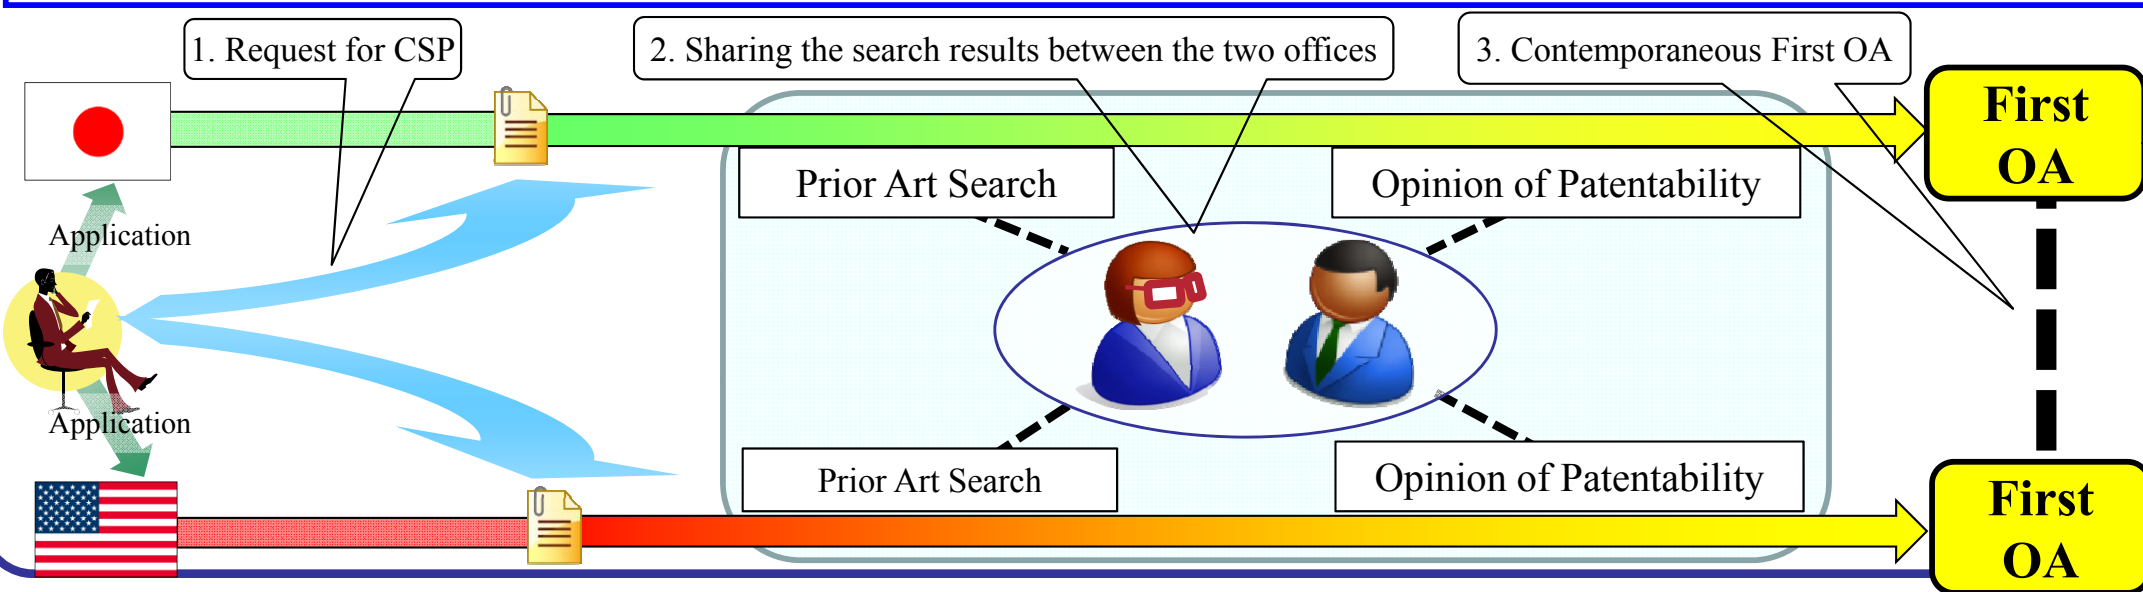 1. Request for CSP
2. Sharing the search results between the two offices
3. Contemporaneous First OA
First
OA
Prior Art Search
Opinion of Patentability
Application
Application
Prior Art Search
Opinion of Patentability
First
OA